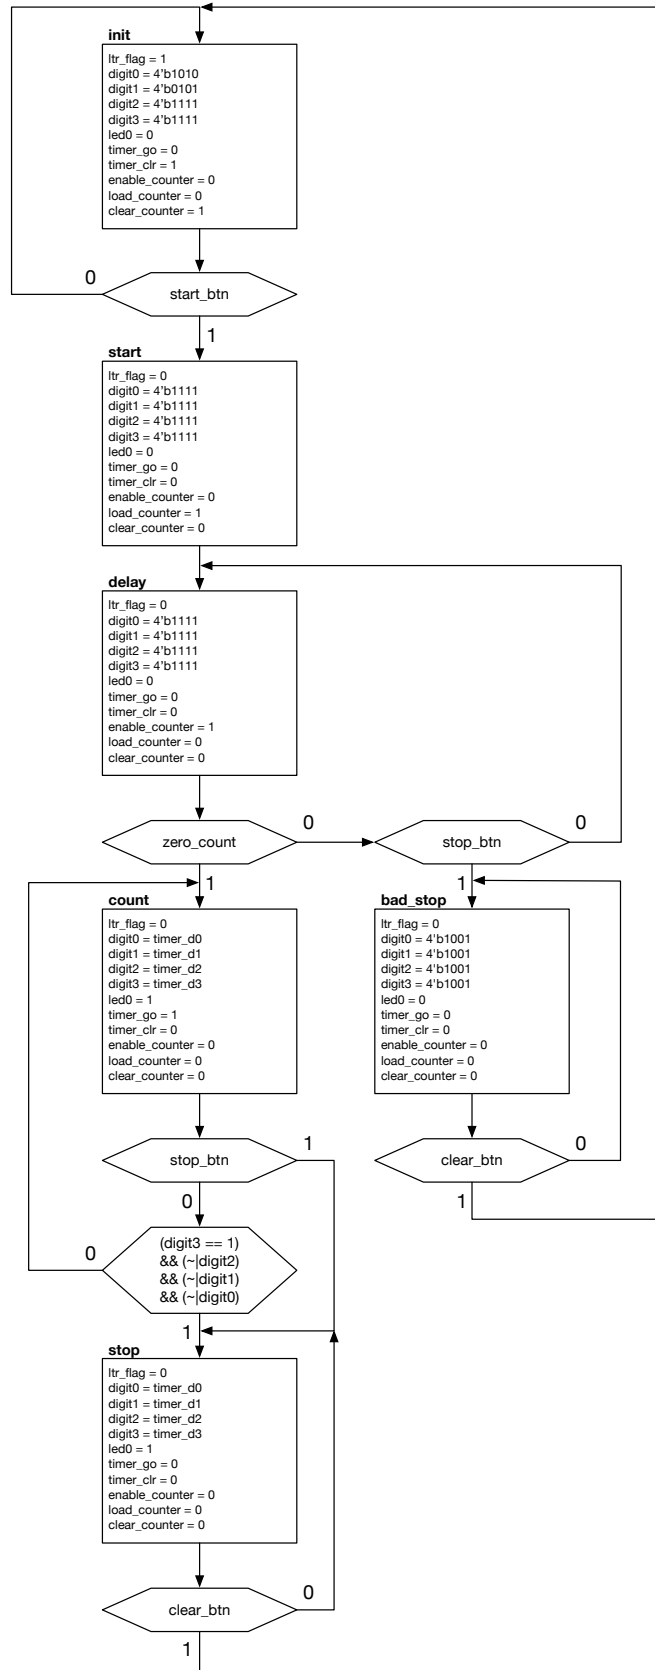 init
ltr_flag = 1
digit0 = 4'b1010
digit1 = 4'b0101
digit2 = 4'b1111
digit3 = 4'b1111
led0 = 0
timer_go = 0
timer_clr = 1
enable_counter = 0
load_counter = 0
clear_counter = 1
0
start_btn
1
start
ltr_flag = 0
digit0 = 4'b1111
digit1 = 4'b1111
digit2 = 4'b1111
digit3 = 4'b1111
led0 = 0
timer_go = 0
timer_clr = 0
enable_counter = 0
load_counter = 1
clear_counter = 0
delay
ltr_flag = 0
digit0 = 4'b1111
digit1 = 4'b1111
digit2 = 4'b1111
digit3 = 4'b1111
led0 = 0
timer_go = 0
timer_clr = 0
enable_counter = 1
load_counter = 0
clear_counter = 0
zero_count
0
stop_btn
0
1
1
count
ltr_flag = 0
digit0 = timer_d0
digit1 = timer_d1
digit2 = timer_d2
digit3 = timer_d3
led0 = 1
timer_go = 1
timer_clr = 0
enable_counter = 0
load_counter = 0
clear_counter = 0
bad_stop
ltr_flag = 0
digit0 = 4'b1001
digit1 = 4'b1001
digit2 = 4'b1001
digit3 = 4'b1001
led0 = 0
timer_go = 0
timer_clr = 0
enable_counter = 0
load_counter = 0
clear_counter = 0
stop_btn
1
clear_btn
0
0
1
0
(digit3 == 1)
&& (~|digit2)
&& (~|digit1)
&& (~|digit0)
1
stop
ltr_flag = 0
digit0 = timer_d0
digit1 = timer_d1
digit2 = timer_d2
digit3 = timer_d3
led0 = 1
timer_go = 0
timer_clr = 0
enable_counter = 0
load_counter = 0
clear_counter = 0
clear_btn
0
1